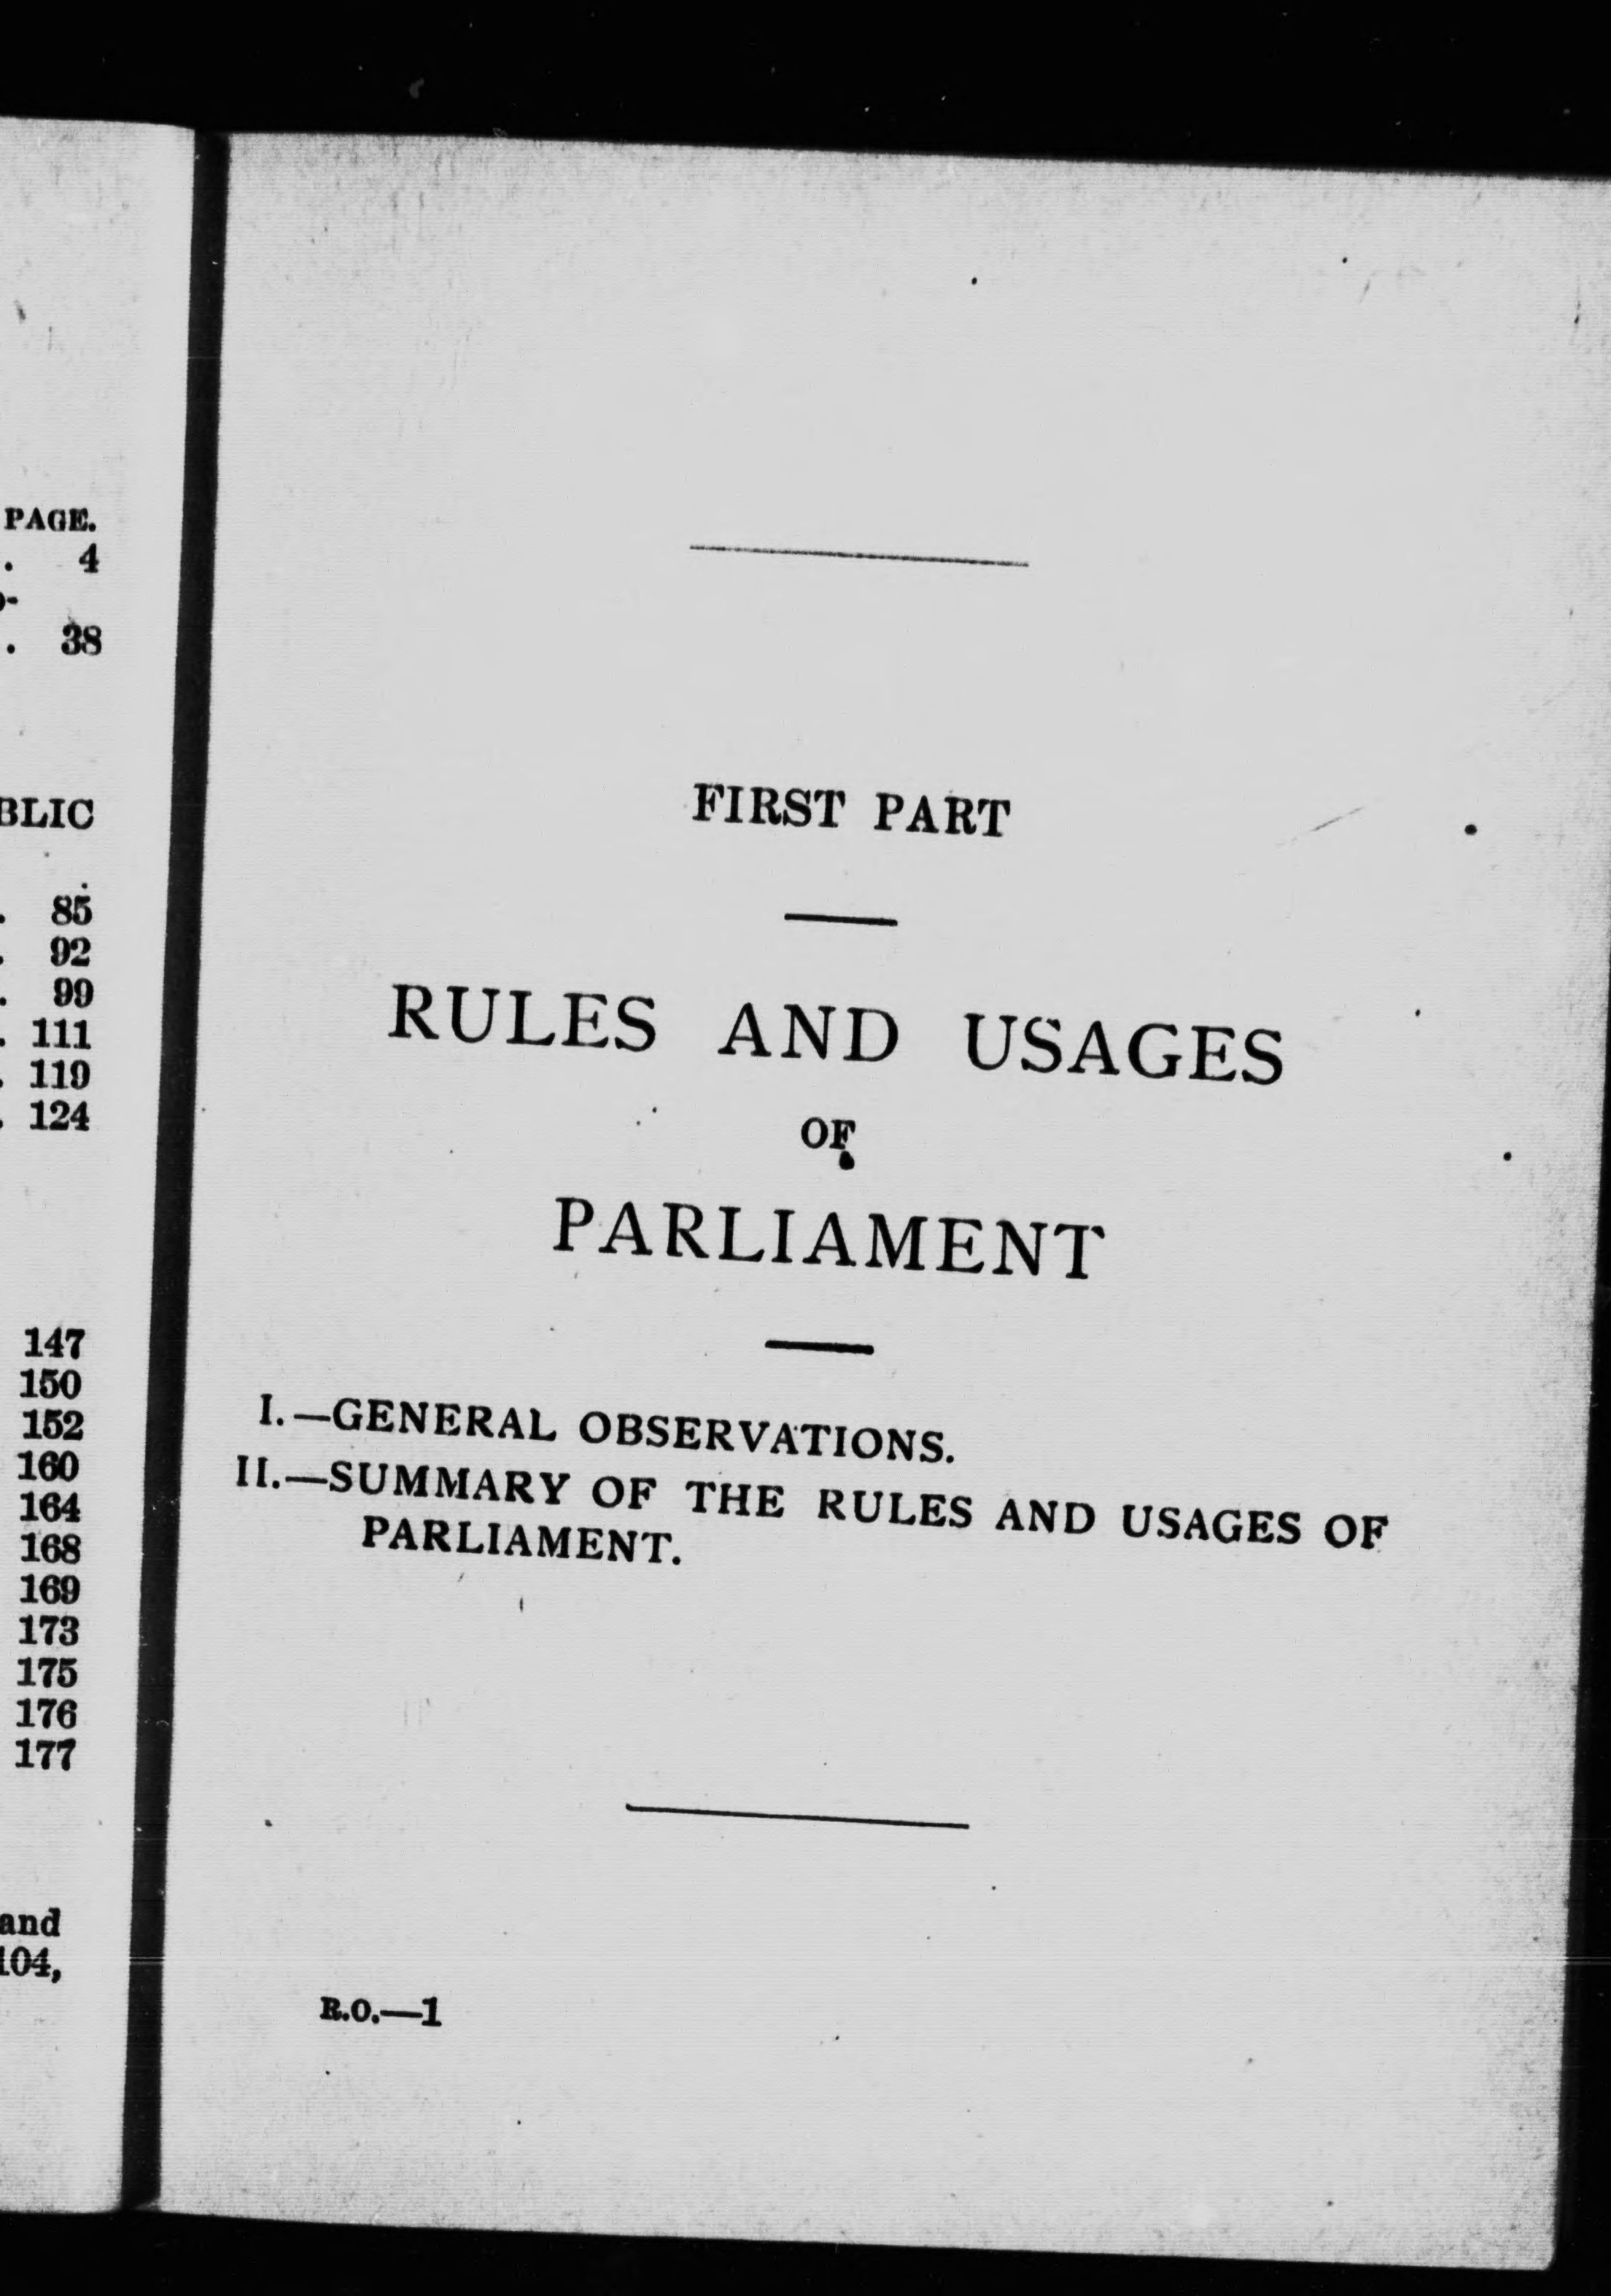 PAGE.
. 4
. 38
BLIC
. 85
. 92
. 99
. 111
. 119
. 124
147
150
152
160
164
168
169
173
175
176
177
and
104,
FIRST PART
RULES AND USAGES
OF
PARLIAMENT
I.—GENERAL OBSERVATIONS.
II.—SUMMARY OF THE RULES AND USAGES OF
PARLIAMENT.
R.O.—1